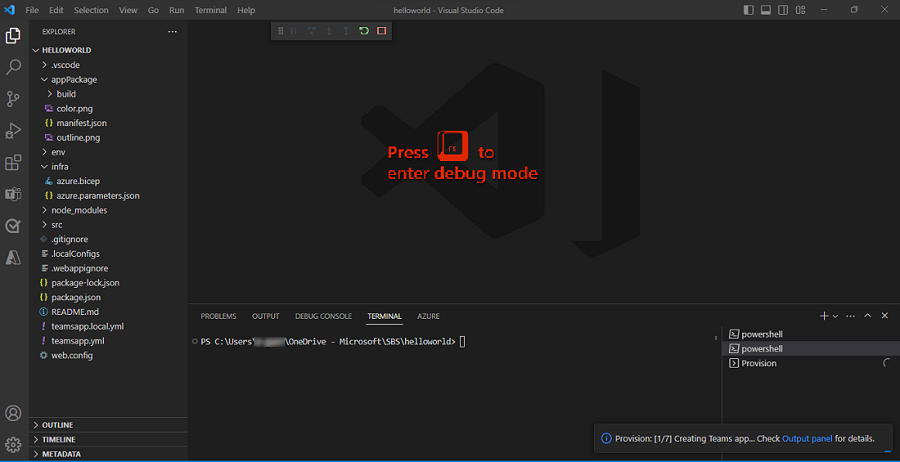 File Edit Selection View Go Run Terminal Help
helloworld - Visual Studio Code
EXPLORER
HELLOWORLD
.vscode
appPackage
build
color.png
manifest.json
outline.png
env
infra
azure.bicep
azure.parameters.json
node_modules
src
.gitignore
.localConfigs
.webappignore
package-lock.json
package.json
README.md
teamsapp.local.yml
teamsapp.yml
web.config
OUTLINE
TIMELINE
METADATA
Press F5 to
enter debug mode
PROBLEMS OUTPUT DEBUG CONSOLE TERMINAL AZURE
PS C:\Users\ \OneDrive - Microsoft\SBS\helloworld>
powershell
powershell
Provision
Provision: [1/7] Creating Teams app... Check Output panel for details.